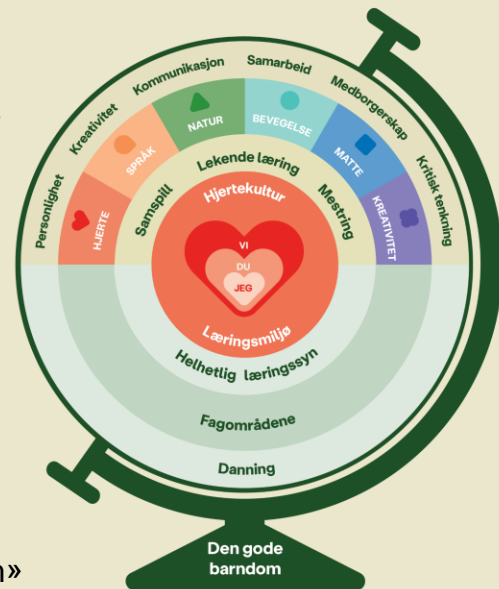 Personlighet
Kreativitet
Kommunikasjon
Samarbeid
Medborgerskap
Kritisk tenkning
HJERTE
SPRÅK
NATUR
BEVEGELSE
MATTE
KREATIVITET
Samspill
Lekende læring
Mestring
Hjertekultur
VI
DU
JEG
Læringsmiljø
Helhetlig læringssyn
Fagområdene
Danning
Den gode
barndom